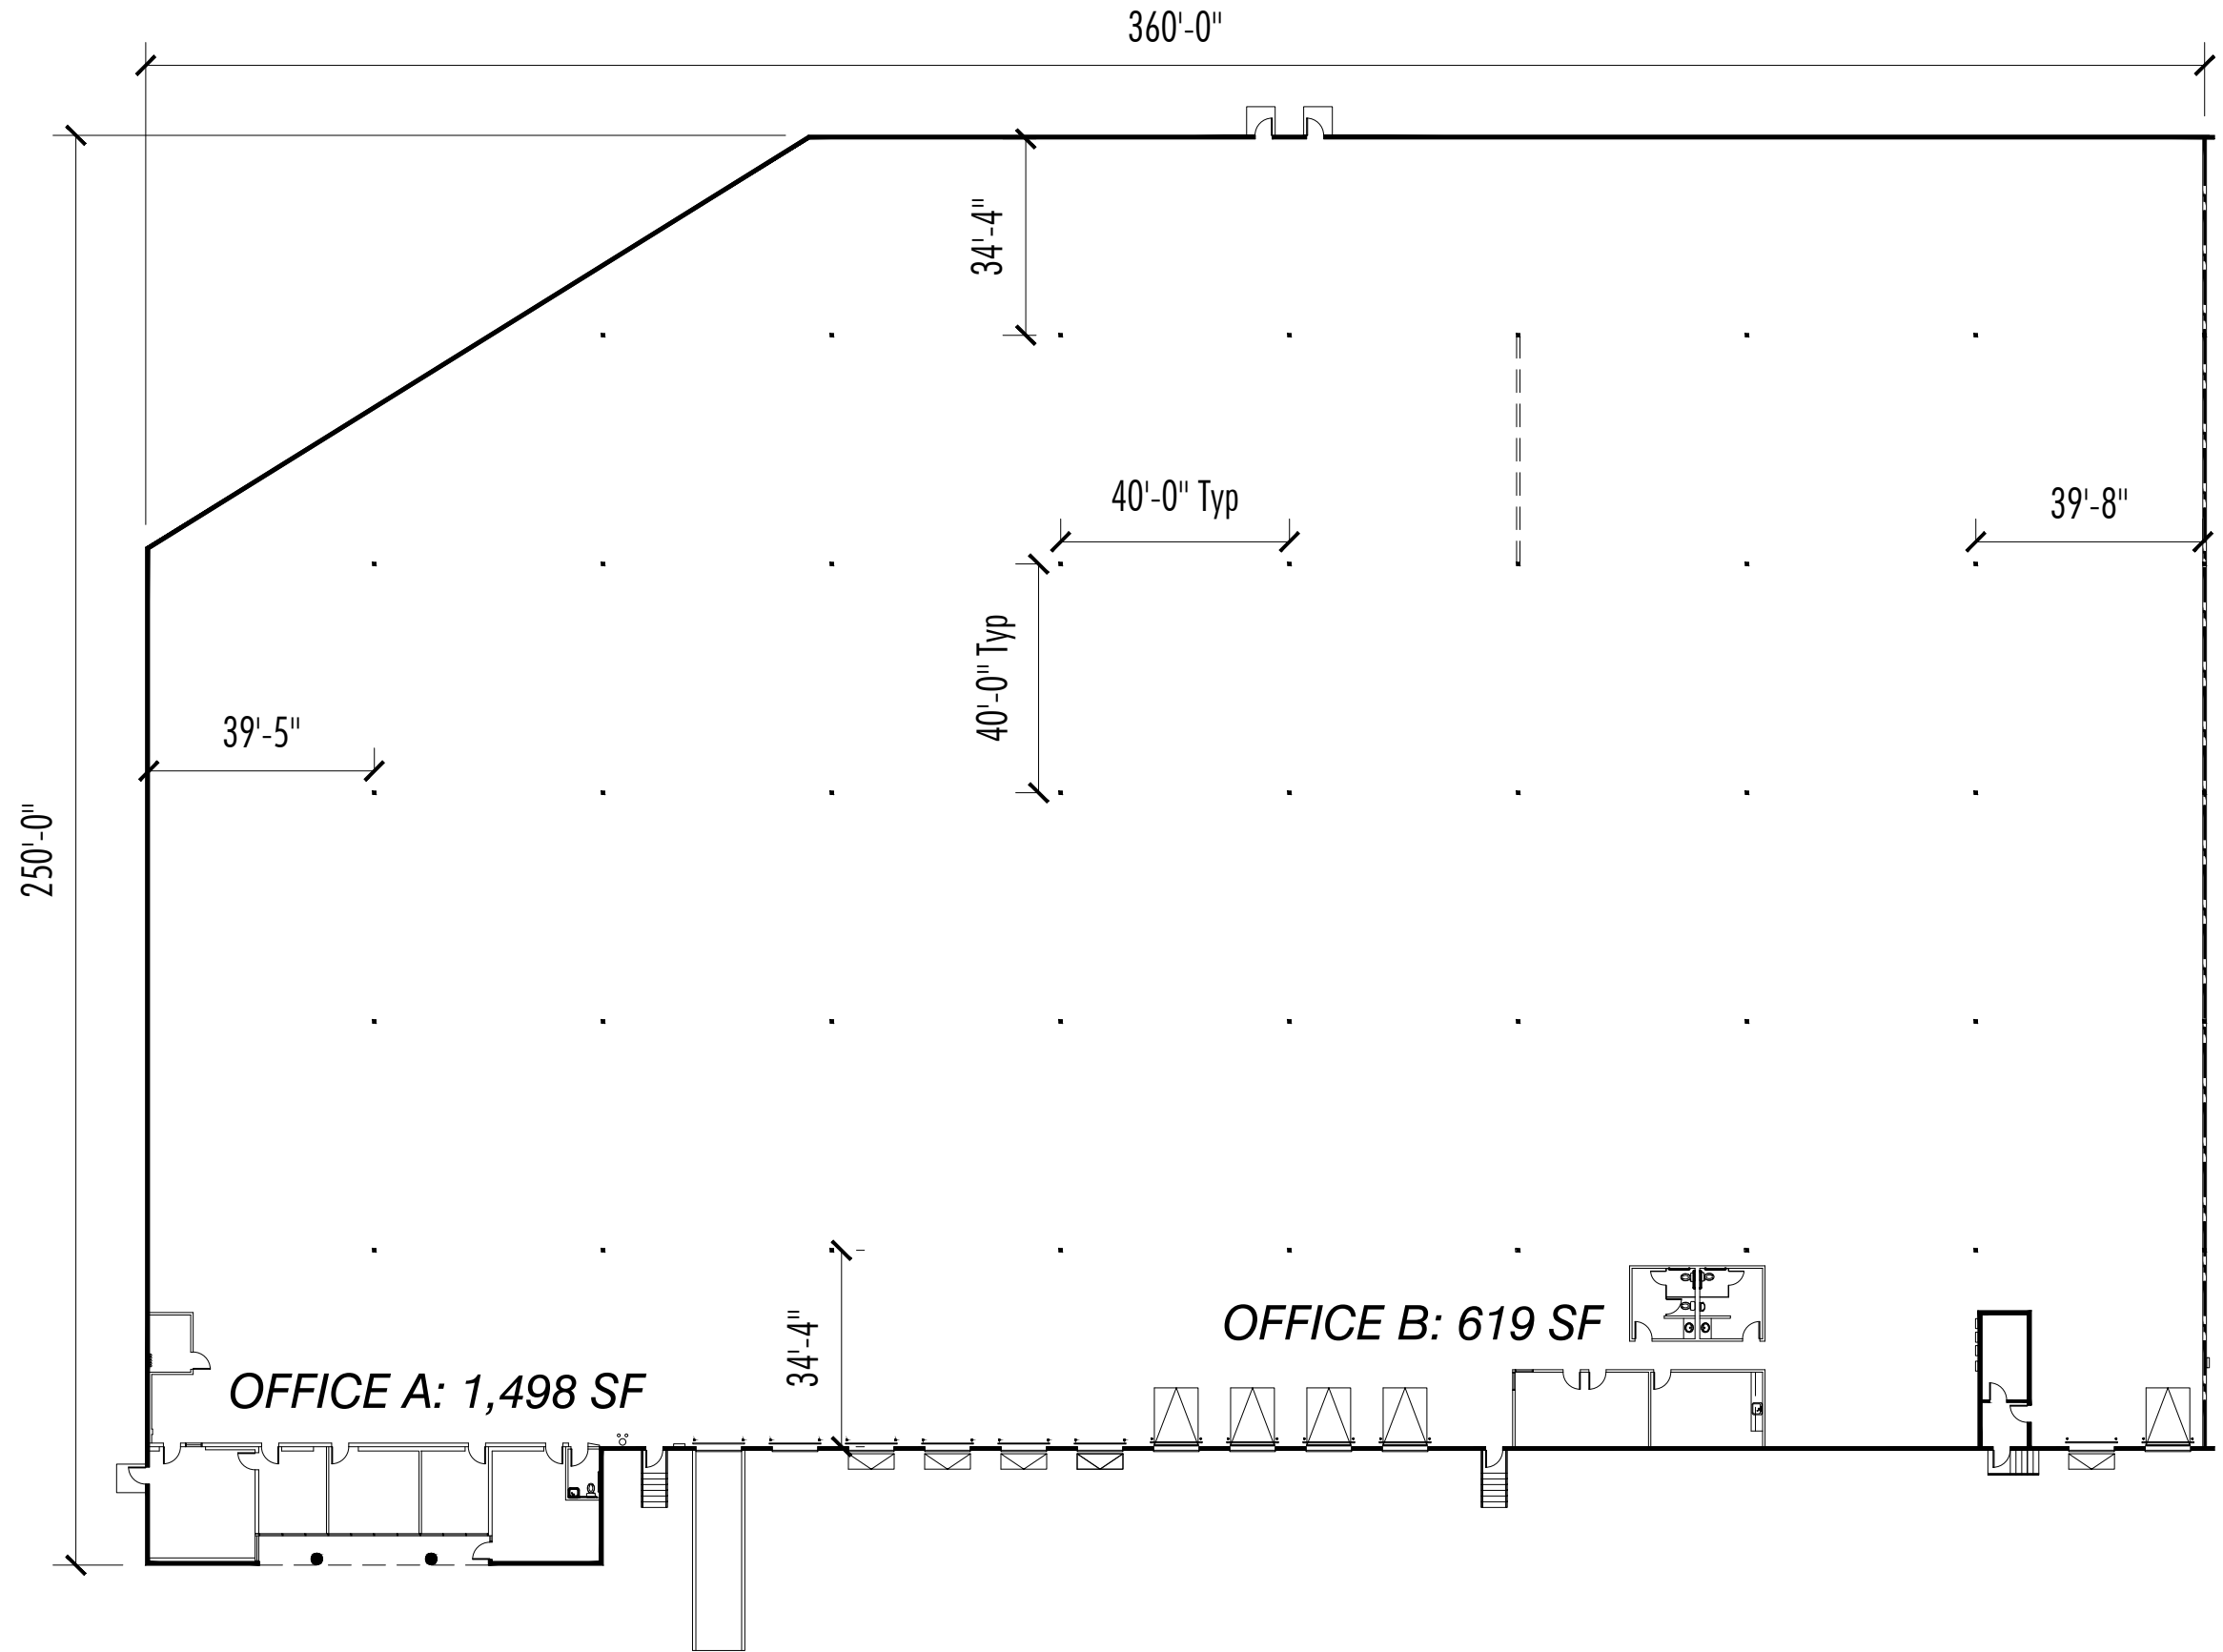 360'-0"
34'-4"
40'-0" Typ
39'-8"
40'-0" Typ
39'-5"
250'-0"
34'-4"
OFFICE B: 619 SF
OFFICE A: 1,498 SF